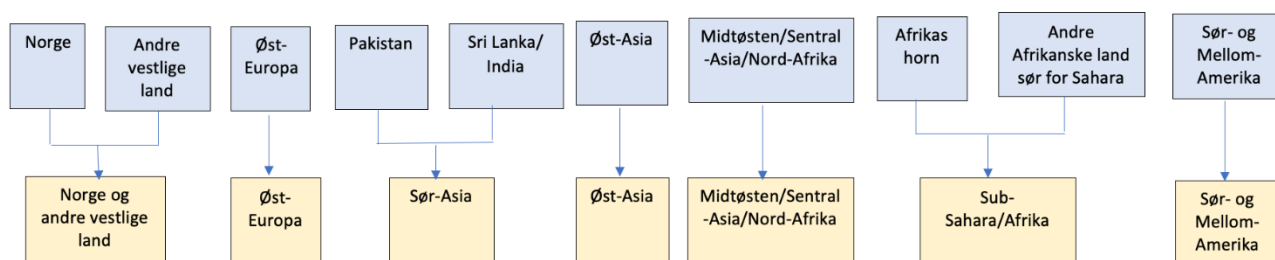 Norge
Andre
vestlige
land
Øst-
Europa
Pakistan
Sri Lanka/
India
Øst-Asia
Midtøsten/Sentral
-Asia/Nord-Afrika
Afrikas
horn
Andre
Afrikanske land
sør for Sahara
Sør- og
Mellom-
Amerika
Norge og
andre vestlige
land
Øst-
Europa
Sør-Asia
Øst-Asia
Midtøsten/Sentral
-Asia/Nord-Afrika
Sub-
Sahara/Afrika
Sør- og
Mellom-
Amerika